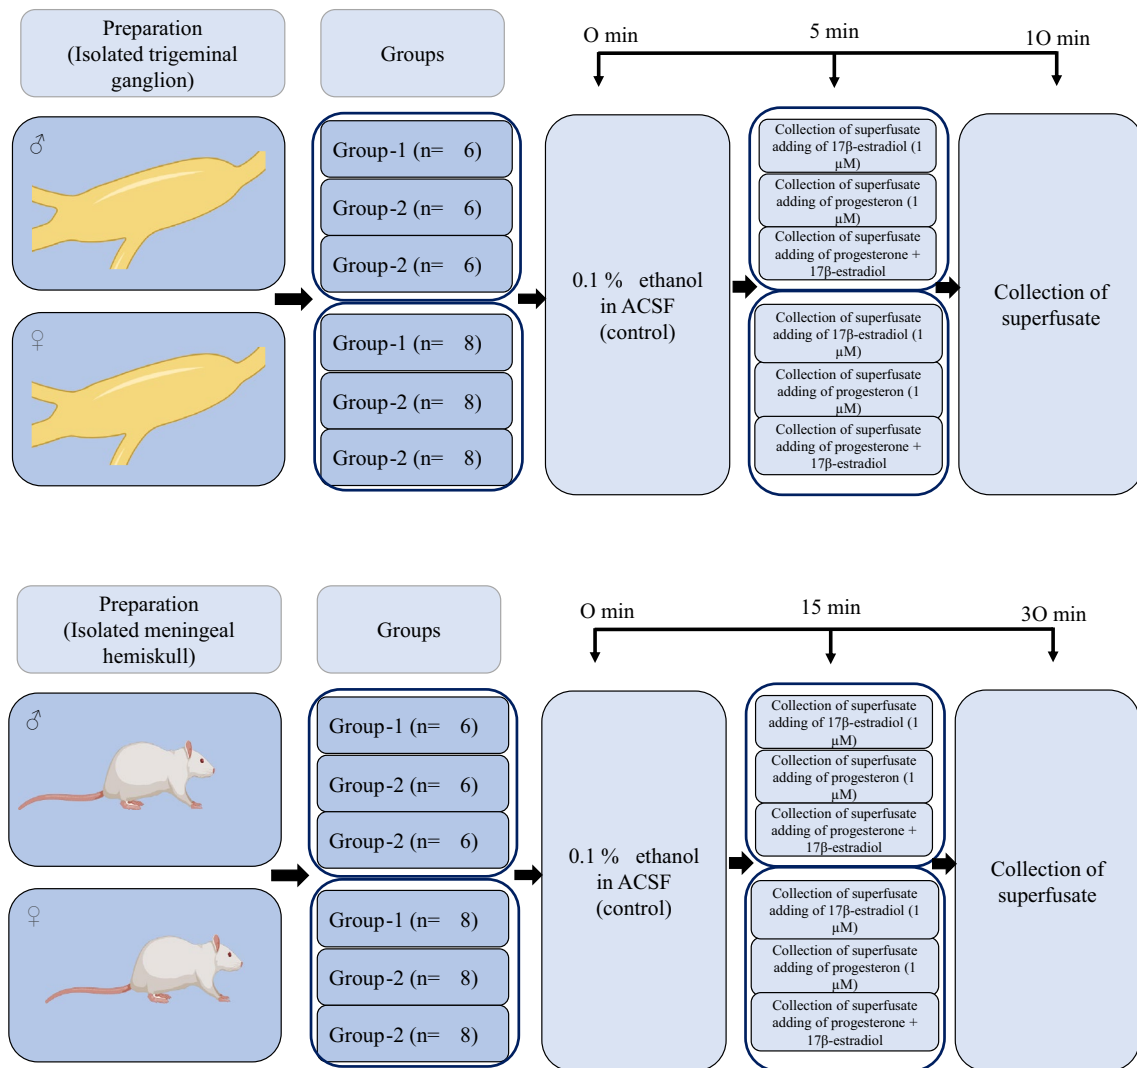 Preparation
(Isolated trigeminal
ganglion)
Groups
O min
5 min
1O min
♂
Group-1 (n= 6)
Group-2 (n= 6)
Group-2 (n= 6)
♀
Group-1 (n= 8)
Group-2 (n= 8)
Group-2 (n= 8)
0.1 % ethanol
in ACSF
(control)
Collection of superfusate
adding of 17β-estradiol (1
µM)
Collection of superfusate
adding of progesteron (1
µM)
Collection of superfusate
adding of progesterone +
17β-estradiol
Collection of superfusate
adding of 17β-estradiol (1
µM)
Collection of superfusate
adding of progesteron (1
µM)
Collection of superfusate
adding of progesterone +
17β-estradiol
Collection of
superfusate
Preparation
(Isolated meningeal
hemiskull)
Groups
O min
15 min
3O min
♂
Group-1 (n= 6)
Group-2 (n= 6)
Group-2 (n= 6)
♀
Group-1 (n= 8)
Group-2 (n= 8)
Group-2 (n= 8)
0.1 % ethanol
in ACSF
(control)
Collection of superfusate
adding of 17β-estradiol (1
µM)
Collection of superfusate
adding of progesteron (1
µM)
Collection of superfusate
adding of progesterone +
17β-estradiol
Collection of superfusate
adding of 17β-estradiol (1
µM)
Collection of superfusate
adding of progesteron (1
µM)
Collection of superfusate
adding of progesterone +
17β-estradiol
Collection of
superfusate